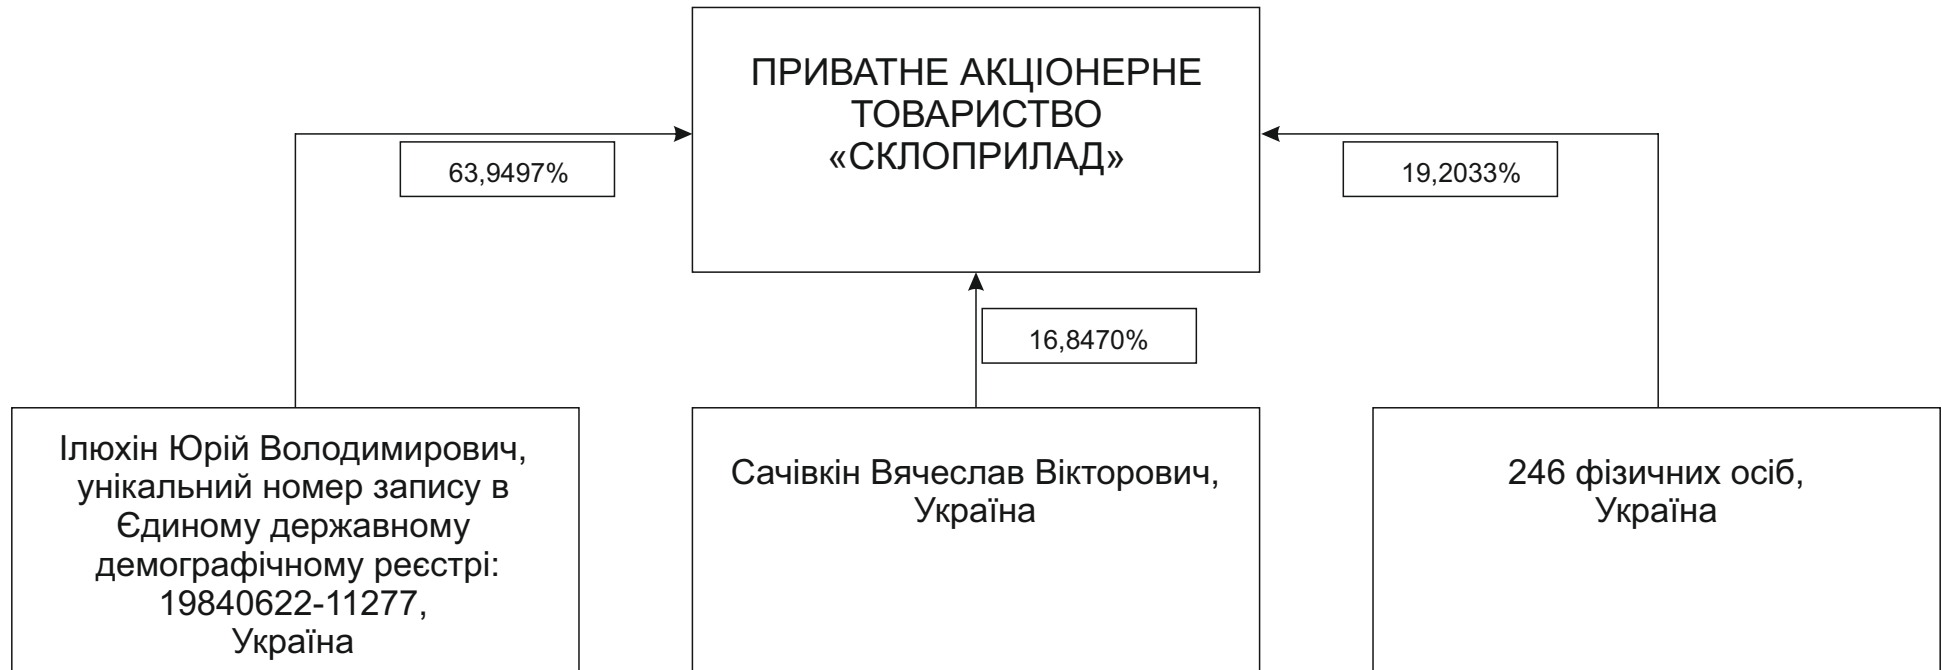 ПРИВАТНЕ АКЦІОНЕРНЕ
ТОВАРИСТВО
«СКЛОПРИЛАД»
63,9497%
19,2033%
16,8470%
Ілюхін Юрій Володимирович,
унікальний номер запису в
Єдиному державному
демографічному реєстрі:
19840622-11277,
Україна
Сачівкін Вячеслав Вікторович,
Україна
246 фізичних осіб,
Україна